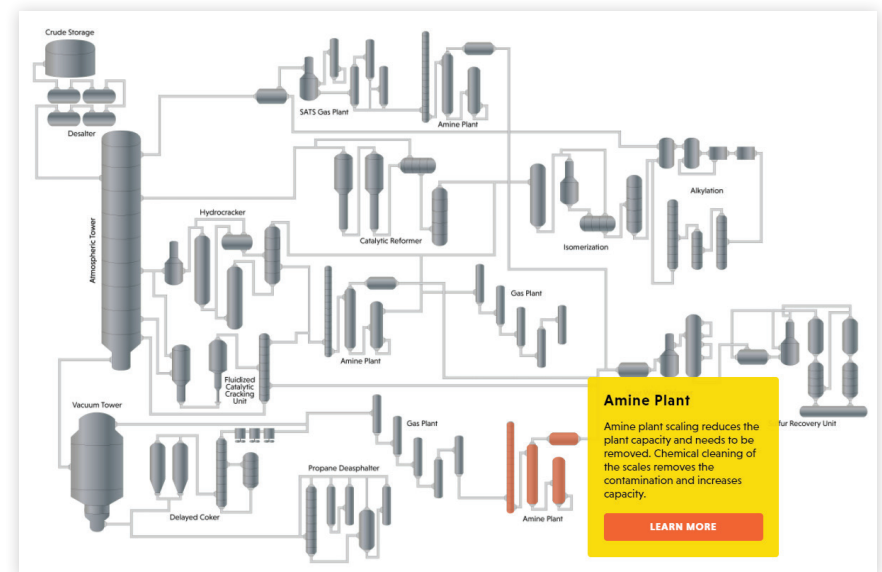 Crude Storage
Desalter
SATS Gas Plant
Amine Plant
Alkylation
Atmospheric Tower
Hydrocracker
Catalytic Reformer
Isomerization
Gas Plant
Amine Plant
Fluidized
Catalytic
Cracking
Unit
Vacuum Tower
Gas Plant
Delayed Coker
Propane Deasphalter
Amine Plant
Recovery Unit
Amine Plant
Amine plant scaling reduces the
plant capacity and needs to be
removed. Chemical cleaning of
the scales removes the
contamination and increases
capacity.
LEARN MORE